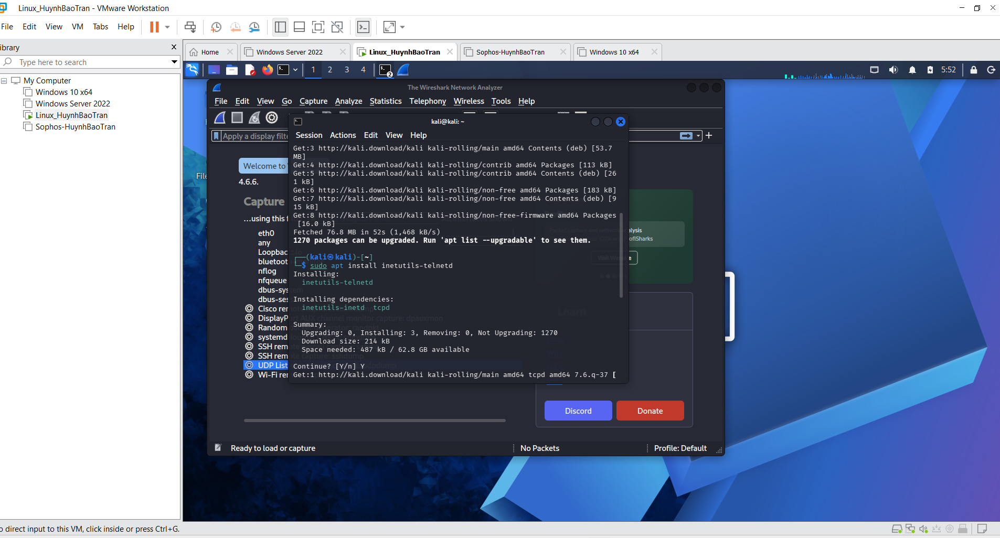 Linux_HuynhBaoTran - VMware Workstation
File Edit View VM Tabs Help
ibrary
Type here to search
My Computer
Windows 10 x64
Windows Server 2022
Linux_HuynhBaoTran
Sophos-HuynhBaoTran
Home Windows Server 2022 Linux_HuynhBaoTran Sophos-HuynhBaoTran Windows 10 x64
1 2 3 4 2 5:52
The Wireshark Network Analyzer
File Edit View Go Capture Analyze Statistics Telephony Wireless Tools Help
Apply a display filte
File
Welcome to
4.6.6.
Capture
...using this f
eth0
any
Loopback
bluetoot
nflog
nfqueue
dbus-sys
dbus-ses
Cisco rem
DisplayPort AUX channel monitor capture: dpauxmon
Random
systemd
SSH remo
SSH remote capture: sshdump
UDP List
Wi-Fi rem
kali@kali: ~
Session Actions Edit View Help
Get:3 http://kali.download/kali kali-rolling/main amd64 Contents (deb) [53.7
MB]
Get:4 http://kali.download/kali kali-rolling/contrib amd64 Packages [113 kB]
Get:5 http://kali.download/kali kali-rolling/contrib amd64 Contents (deb) [26
1 kB]
Get:6 http://kali.download/kali kali-rolling/non-free amd64 Packages [183 kB]
Get:7 http://kali.download/kali kali-rolling/non-free amd64 Contents (deb) [9
15 kB]
Get:8 http://kali.download/kali kali-rolling/non-free-firmware amd64 Packages
[16.0 kB]
Fetched 76.8 MB in 52s (1,468 kB/s)
1270 packages can be upgraded. Run 'apt list --upgradable' to see them.
┌──(kali㉿kali)-[~]
└─$ sudo apt install inetutils-telnetd
Installing:
inetutils-telnetd
Installing dependencies:
inetutils-inetd tcpd
Summary:
Upgrading: 0, Installing: 3, Removing: 0, Not Upgrading: 1270
Download size: 214 kB
Space needed: 487 kB / 62.8 GB available
Continue? [Y/n] Y
Get:1 http://kali.download/kali kali-rolling/main amd64 tcpd amd64 7.6.q-37 [
alysis
ofiSharks
Learn
Discord Donate
Ready to load or capture No Packets Profile: Default
o direct input to this VM, click inside or press Ctrl+G.